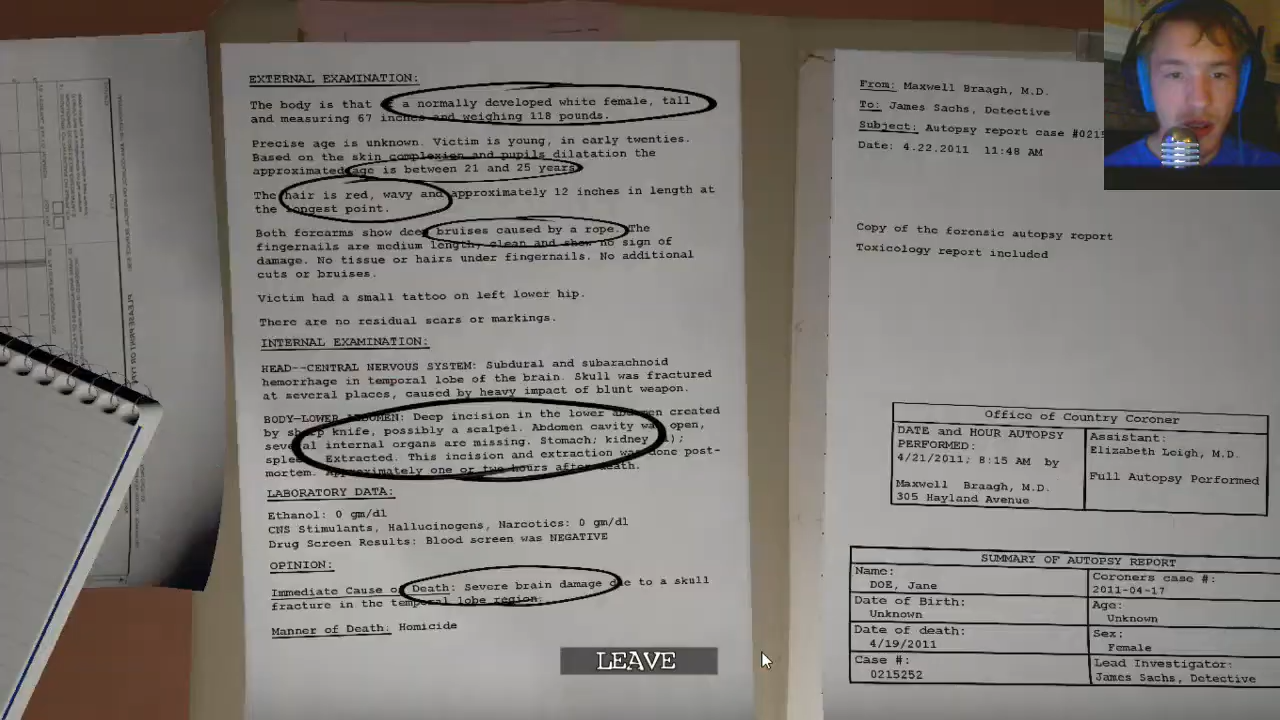 EXTERNAL EXAMINATION:
The body is that a normally developed white female, tall
and measuring 67 inches and weighing 118 pounds.
Precise age is unknown. Victim is young, in early twenties.
Based on the skin complexion and pupils dilatation the
approximated age is between 21 and 25 years
The hair is red, wavy and approximately 12 inches in length at
the longest point.
Both forearms show deep bruises caused by a rope. The
fingernails are medium length, clean and show no sign of
damage. No tissue or hairs under fingernails. No additional
cuts or bruises.
Victim had a small tattoo on left lower hip.
There are no residual scars or markings.
INTERNAL EXAMINATION:
HEAD--CENTRAL NERVOUS SYSTEM: Subdural and subarachnoid
hemorrhage in temporal lobe of the brain. Skull was fractured
at several places, caused by heavy impact of blunt weapon.
BODY-LOWER ABDOMEN: Deep incision in the lower abdomen created
by sharp knife, possibly a scalpel. Abdomen cavity was open,
several internal organs are missing. Stomach; kidney );
spleen Extracted. This incision and extraction was done post-
mortem. Approximately one or two hours after death.
LABORATORY DATA:
Ethanol: 0 gm/dl
CNS Stimulants, Hallucinogens, Narcotics: 0 gm/dl
Drug Screen Results: Blood screen was NEGATIVE
OPINION:
Immediate Cause of Death: Severe brain damage due to a skull
fracture in the temporal lobe region.
Manner of Death: Homicide
LEAVE
From: Maxwell Braagh, M.D.
To: James Sachs, Detective
Subject: Autopsy report case #0215
Date: 4.22.2011 11:48 AM
Copy of the forensic autopsy report
Toxicology report included
Office of Country Coroner
DATE and HOUR AUTOPSY
PERFORMED:
4/21/2011; 8:15 AM by
Maxwell Braagh, M.D.
305 Hayland Avenue
Assistant:
Elizabeth Leigh, M.D.
Full Autopsy Performed
SUMMARY OF AUTOPSY REPORT
Name:
DOE, Jane
Coroners case #:
2011-04-17
Date of Birth:
Unknown
Age:
Unknown
Date of death:
4/19/2011
Sex:
Female
Case #:
0215252
Lead Investigator:
James Sachs, Detective